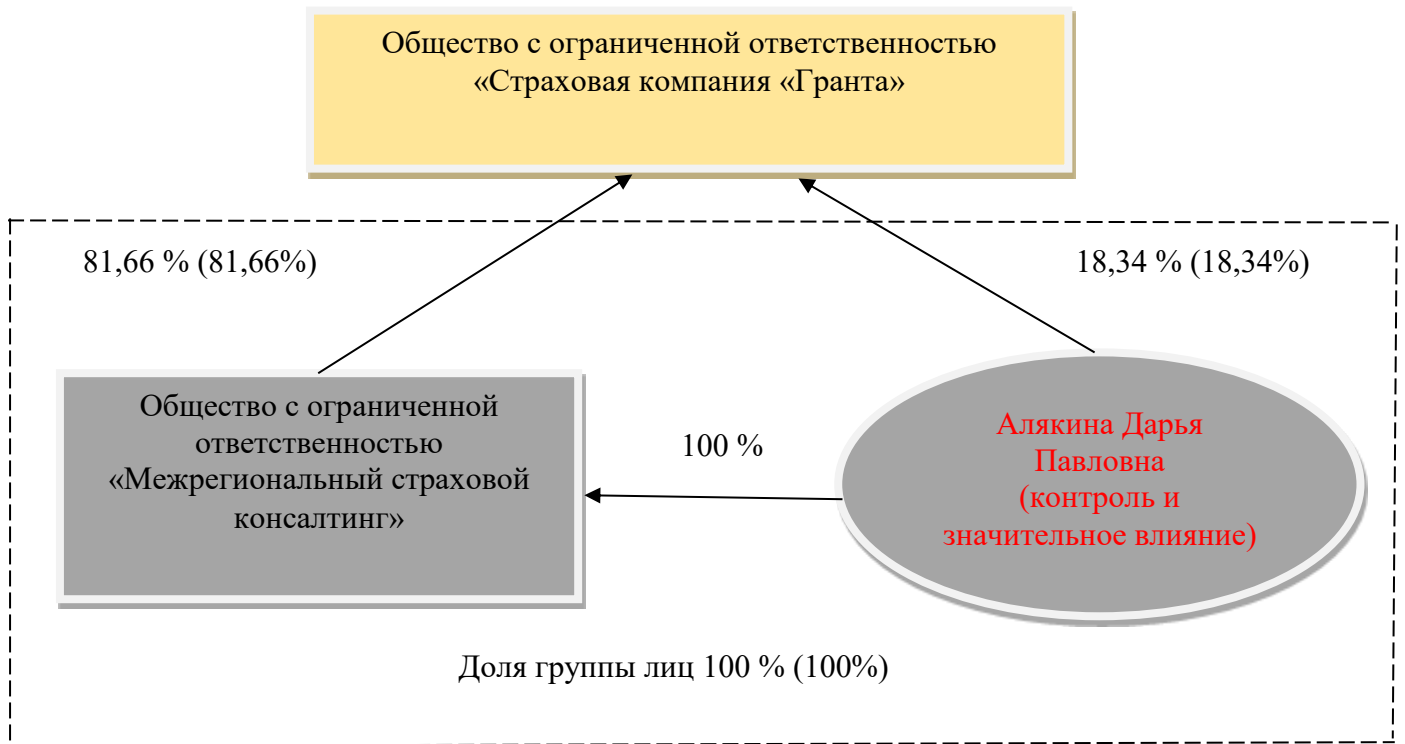 Общество с ограниченной ответственностью
«Страховая компания «Гранта»
81,66 % (81,66%)
18,34 % (18,34%)
Общество с ограниченной
ответственностью
«Межрегиональный страховой
консалтинг»
100 %
Алякина Дарья
Павловна
(контроль и
значительное влияние)
Доля группы лиц 100 % (100%)